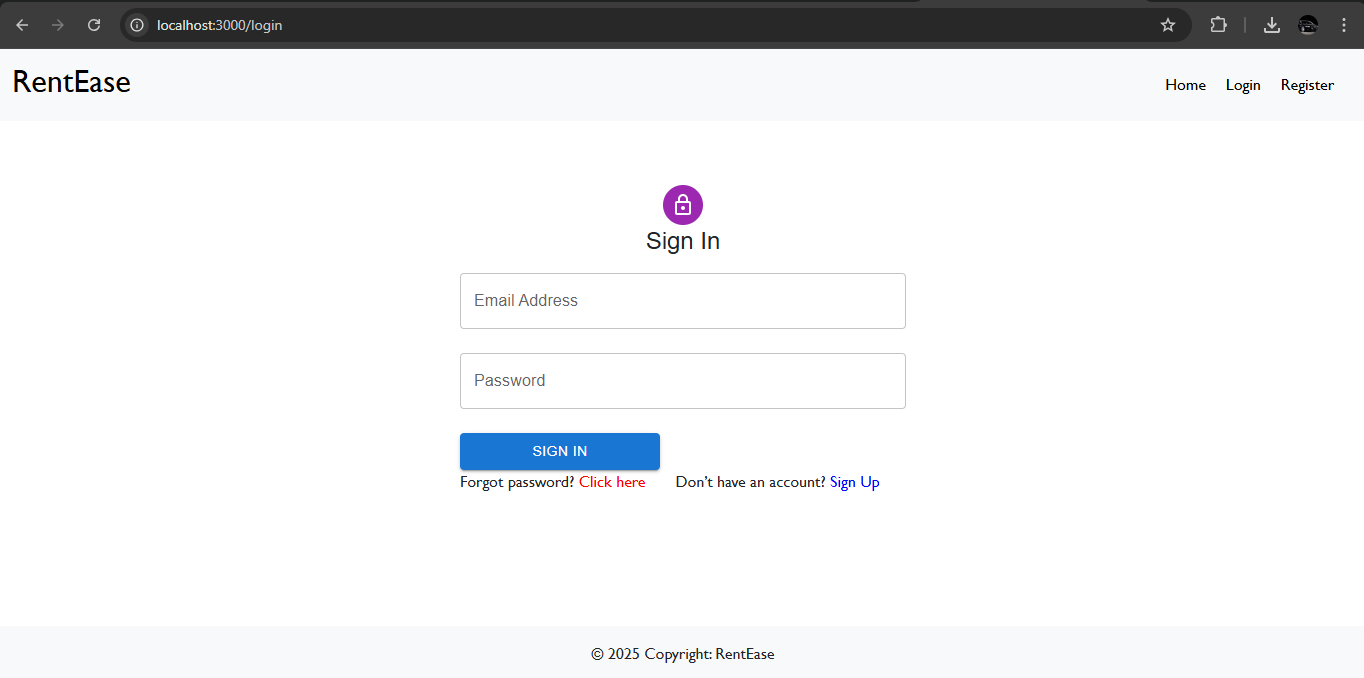 localhost:3000/login
RentEase
Home Login Register
Sign In
Email Address
Password
SIGN IN
Forgot password? Click here Don't have an account? Sign Up
© 2025 Copyright: RentEase